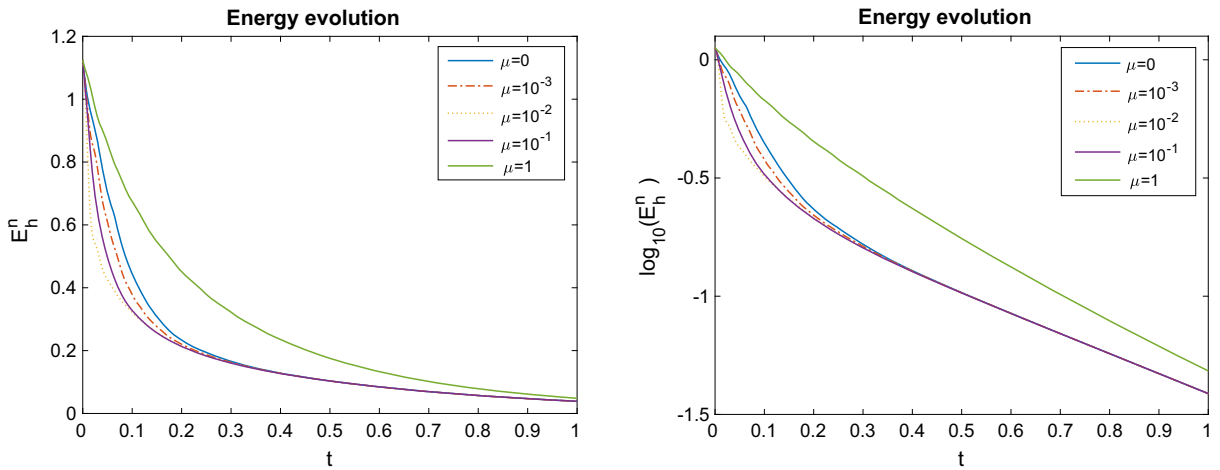 Energy evolution
1.2
1
0.8
0.6
0.4
0.2
0
E_h^n
0 0.1 0.2 0.3 0.4 0.5 0.6 0.7 0.8 0.9 1
t
μ=0
μ=10^-3
μ=10^-2
μ=10^-1
μ=1
Energy evolution
0
-0.5
-1
-1.5
log_10(E_h^n)
0 0.1 0.2 0.3 0.4 0.5 0.6 0.7 0.8 0.9 1
t
μ=0
μ=10^-3
μ=10^-2
μ=10^-1
μ=1